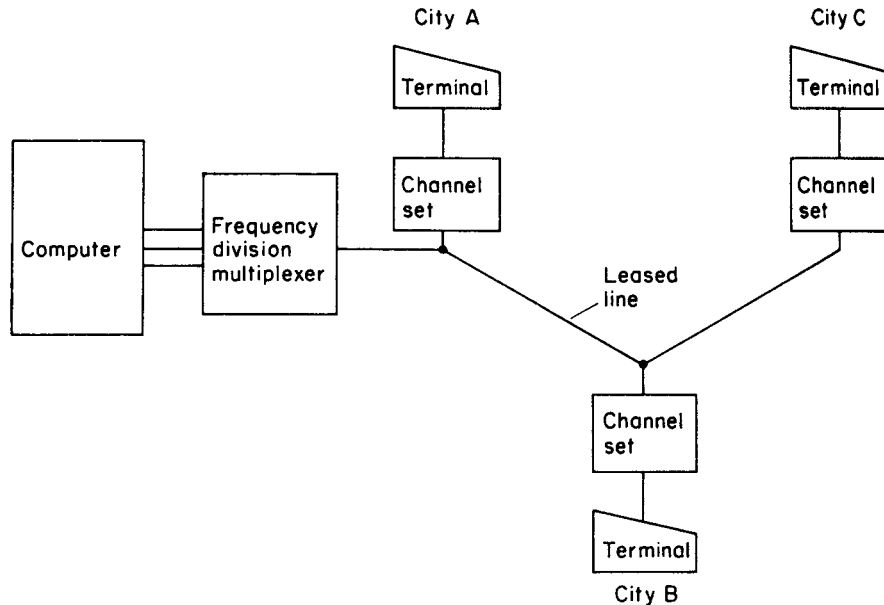 City A
City C
Terminal
Terminal
Channel
set
Channel
set
Computer
Frequency
division
multiplexer
Leased
line
Channel
set
Terminal
City B